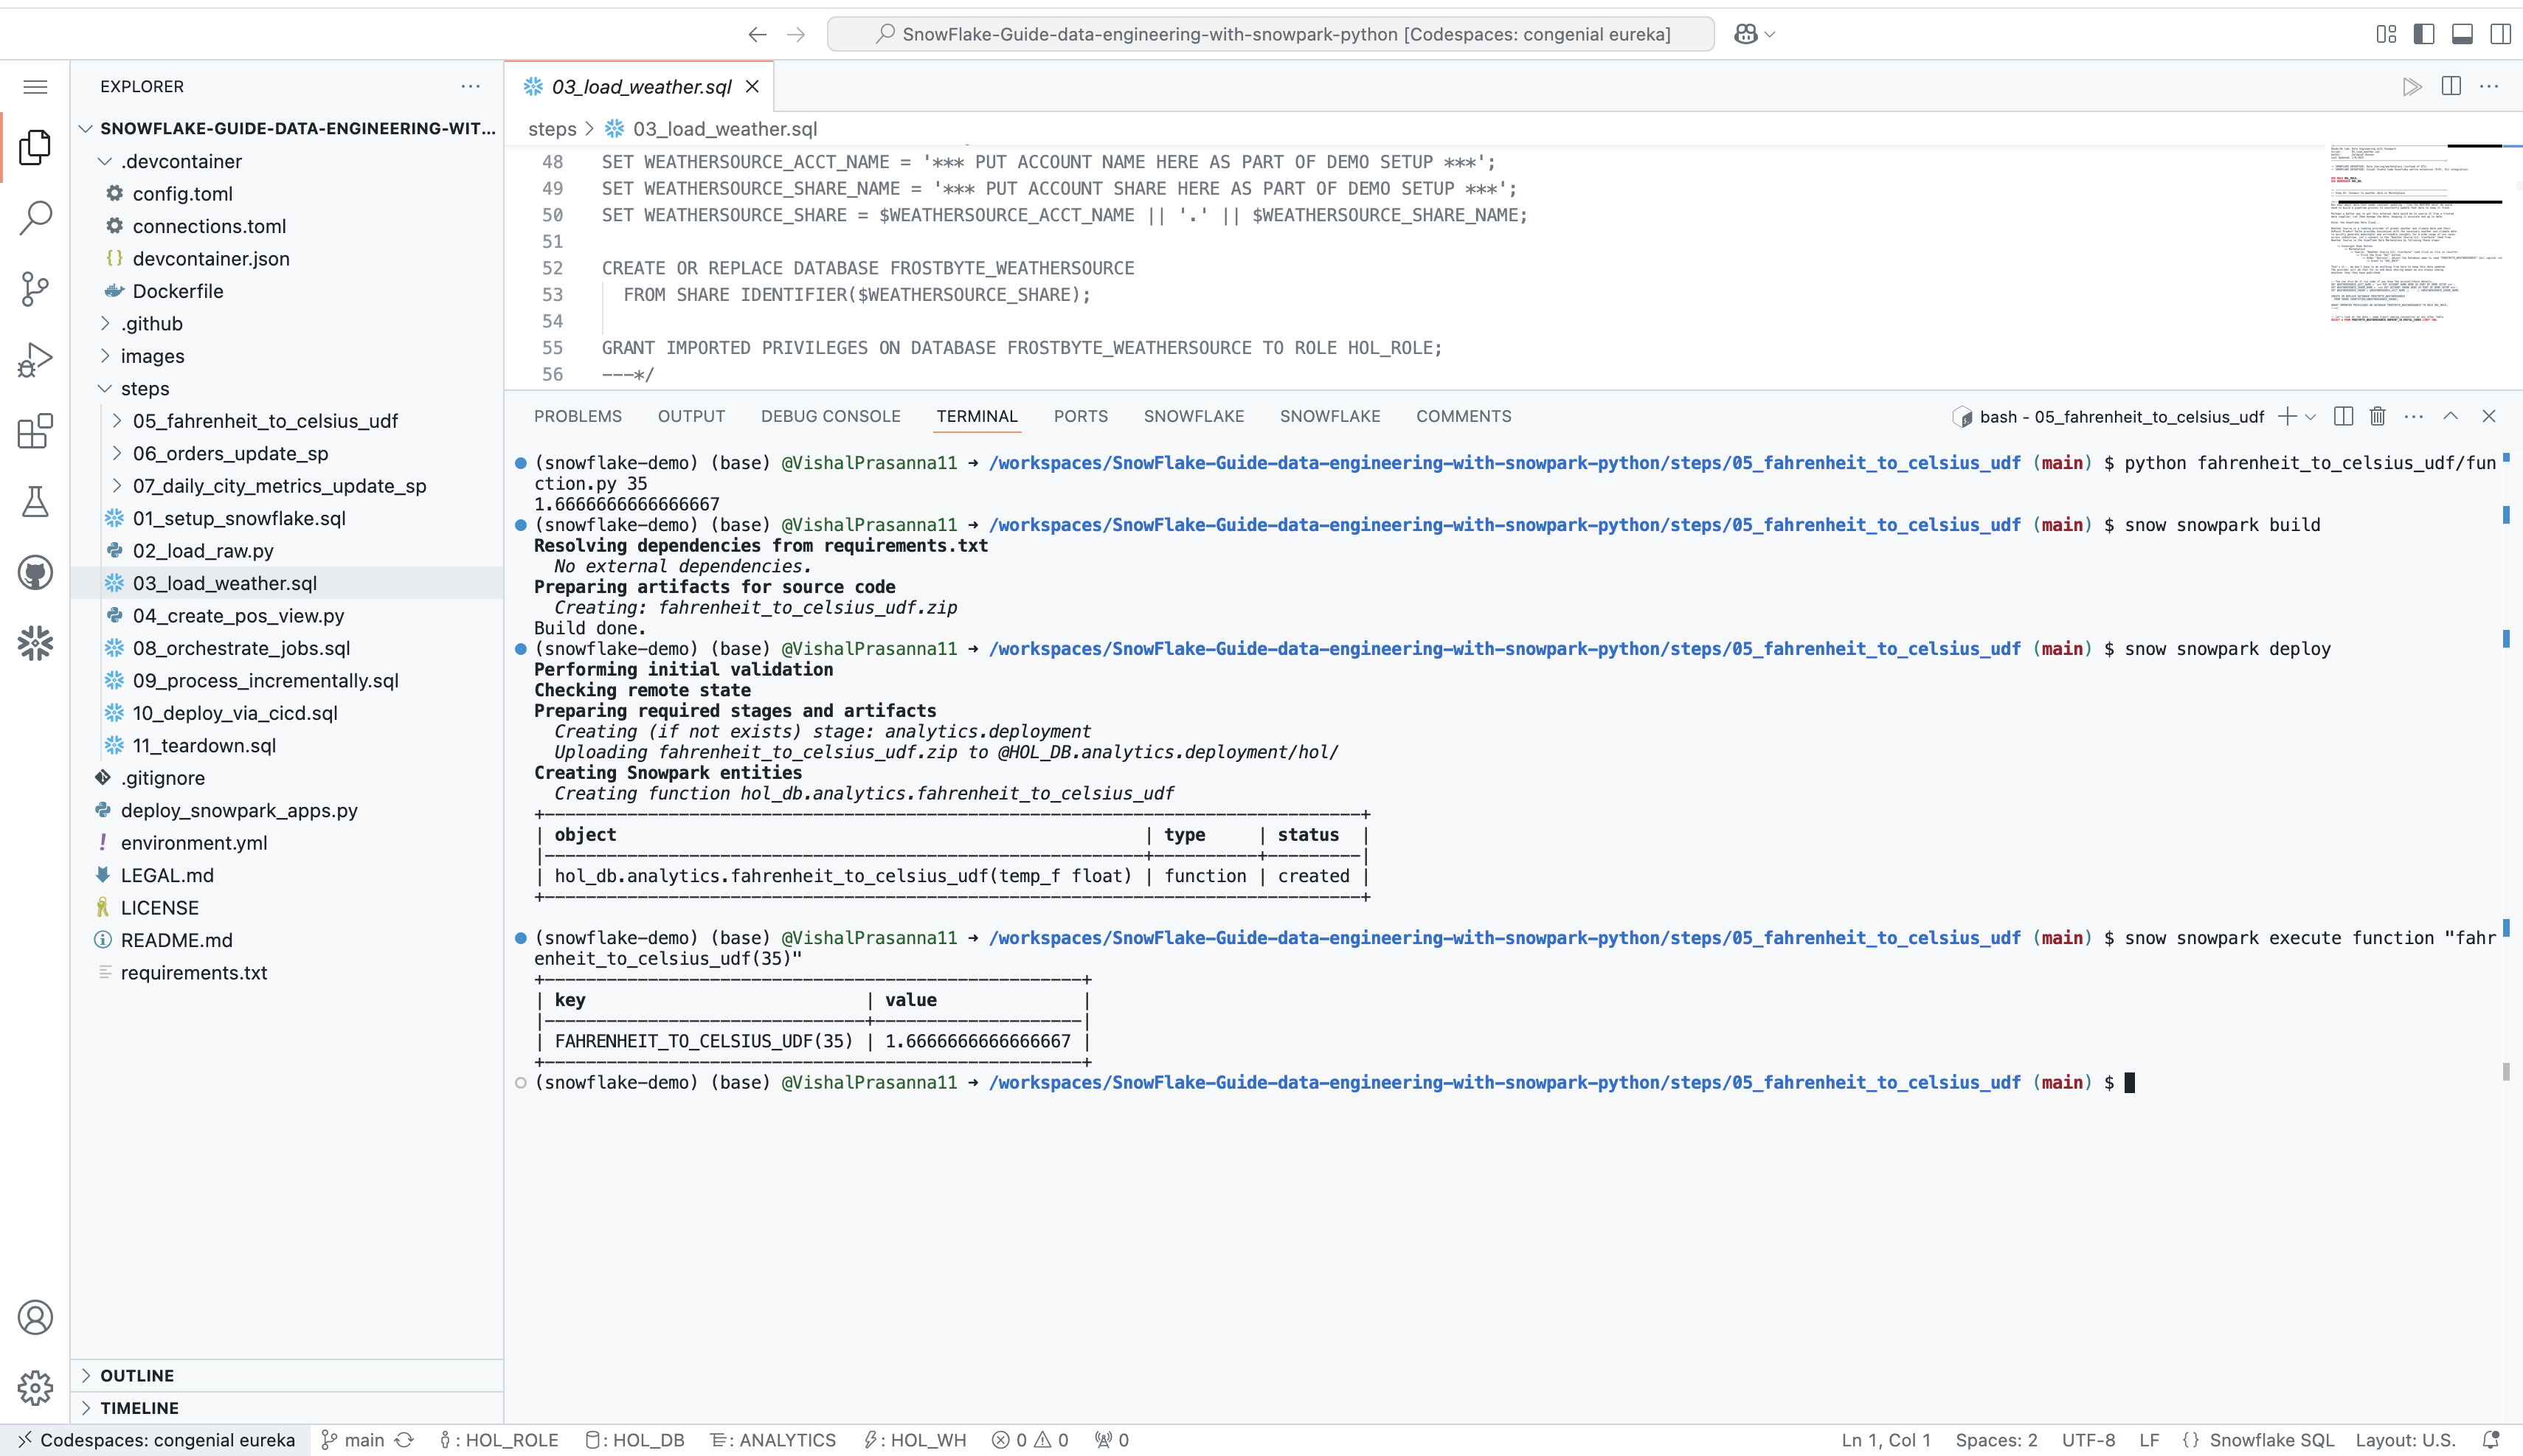 SnowFlake-Guide-data-engineering-with-snowpark-python [Codespaces: congenial eureka]
EXPLORER
SNOWFLAKE-GUIDE-DATA-ENGINEERING-WIT...
.devcontainer
config.toml
connections.toml
devcontainer.json
Dockerfile
.github
images
steps
05_fahrenheit_to_celsius_udf
06_orders_update_sp
07_daily_city_metrics_update_sp
01_setup_snowflake.sql
02_load_raw.py
03_load_weather.sql
04_create_pos_view.py
08_orchestrate_jobs.sql
09_process_incrementally.sql
10_deploy_via_cicd.sql
11_teardown.sql
.gitignore
deploy_snowpark_apps.py
environment.yml
LEGAL.md
LICENSE
README.md
requirements.txt
OUTLINE
TIMELINE
03_load_weather.sql
steps > 03_load_weather.sql
48 SET WEATHERSOURCE_ACCT_NAME = '*** PUT ACCOUNT NAME HERE AS PART OF DEMO SETUP ***';
49 SET WEATHERSOURCE_SHARE_NAME = '*** PUT ACCOUNT SHARE HERE AS PART OF DEMO SETUP ***';
50 SET WEATHERSOURCE_SHARE = $WEATHERSOURCE_ACCT_NAME || '.' || $WEATHERSOURCE_SHARE_NAME;
51
52 CREATE OR REPLACE DATABASE FROSTBYTE_WEATHERSOURCE
53 FROM SHARE IDENTIFIER($WEATHERSOURCE_SHARE);
54
55 GRANT IMPORTED PRIVILEGES ON DATABASE FROSTBYTE_WEATHERSOURCE TO ROLE HOL_ROLE;
56 ---*/
PROBLEMS OUTPUT DEBUG CONSOLE TERMINAL PORTS SNOWFLAKE SNOWFLAKE COMMENTS
bash - 05_fahrenheit_to_celsius_udf
(snowflake-demo) (base) @VishalPrasanna11 ➜ /workspaces/SnowFlake-Guide-data-engineering-with-snowpark-python/steps/05_fahrenheit_to_celsius_udf (main) $ python fahrenheit_to_celsius_udf/fun
ction.py 35
1.6666666666666667
(snowflake-demo) (base) @VishalPrasanna11 ➜ /workspaces/SnowFlake-Guide-data-engineering-with-snowpark-python/steps/05_fahrenheit_to_celsius_udf (main) $ snow snowpark build
Resolving dependencies from requirements.txt
No external dependencies.
Preparing artifacts for source code
Creating: fahrenheit_to_celsius_udf.zip
Build done.
(snowflake-demo) (base) @VishalPrasanna11 ➜ /workspaces/SnowFlake-Guide-data-engineering-with-snowpark-python/steps/05_fahrenheit_to_celsius_udf (main) $ snow snowpark deploy
Performing initial validation
Checking remote state
Preparing required stages and artifacts
Creating (if not exists) stage: analytics.deployment
Uploading fahrenheit_to_celsius_udf.zip to @HOL_DB.analytics.deployment/hol/
Creating Snowpark entities
Creating function hol_db.analytics.fahrenheit_to_celsius_udf
| object | type | status |
| hol_db.analytics.fahrenheit_to_celsius_udf(temp_f float) | function | created |
(snowflake-demo) (base) @VishalPrasanna11 ➜ /workspaces/SnowFlake-Guide-data-engineering-with-snowpark-python/steps/05_fahrenheit_to_celsius_udf (main) $ snow snowpark execute function "fahr
enheit_to_celsius_udf(35)"
| key | value |
| FAHRENHEIT_TO_CELSIUS_UDF(35) | 1.6666666666666667 |
(snowflake-demo) (base) @VishalPrasanna11 ➜ /workspaces/SnowFlake-Guide-data-engineering-with-snowpark-python/steps/05_fahrenheit_to_celsius_udf (main) $
Codespaces: congenial eureka main : HOL_ROLE : HOL_DB : ANALYTICS : HOL_WH 0 0 0 Ln 1, Col 1 Spaces: 2 UTF-8 LF {} Snowflake SQL Layout: U.S.